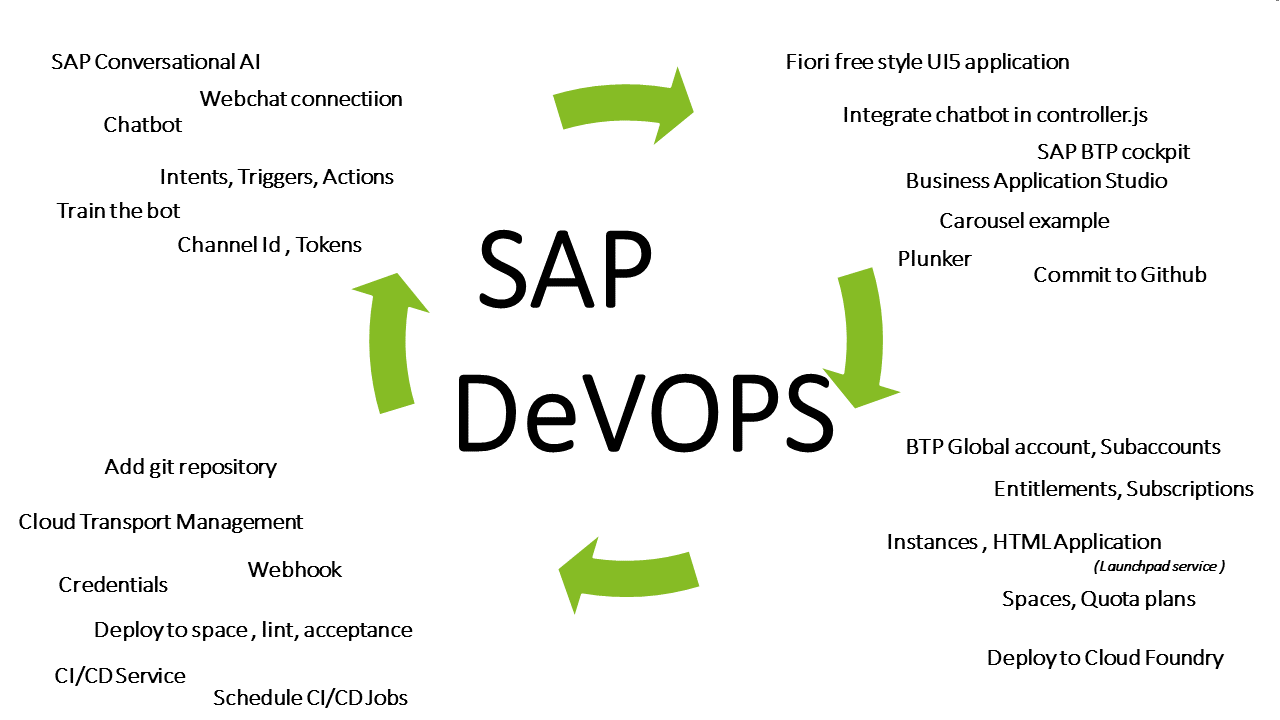 SAP Conversational AI
Webchat connectiion
Chatbot
Intents, Triggers, Actions
Train the bot
Channel Id , Tokens
Fiori free style UI5 application
Integrate chatbot in controller.js
SAP BTP cockpit
Business Application Studio
Carousel example
Plunker
Commit to Github
SAP
DeVOPS
BTP Global account, Subaccounts
Entitlements, Subscriptions
Instances , HTML Application
(Launchpad service )
Spaces, Quota plans
Deploy to Cloud Foundry
Add git repository
Cloud Transport Management
Webhook
Credentials
Deploy to space , lint, acceptance
CI/CD Service
Schedule CI/CD Jobs